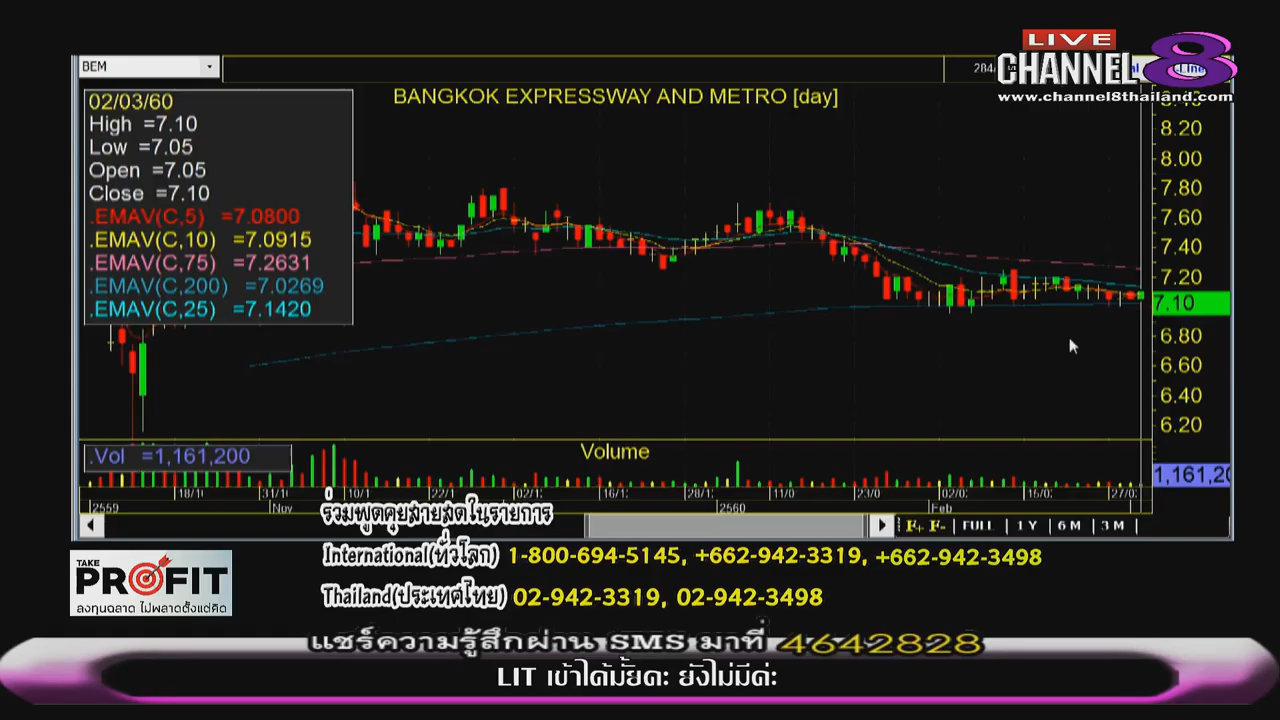 LIVE
CHANNEL 8
www.channel8thailand.com
BEM
284
BANGKOK EXPRESSWAY AND METRO [day]
02/03/60
High =7.10
Low =7.05
Open =7.05
Close =7.10
.EMAV(C,5) =7.0800
.EMAV(C,10) =7.0915
.EMAV(C,75) =7.2631
.EMAV(C,200) =7.0269
.EMAV(C,25) =7.1420
8.40
8.20
8.00
7.80
7.60
7.40
7.20
7.10
6.80
6.60
6.40
6.20
Volume
.Vol =1,161,200
1,161,20
18/1 31/1 10/1 22/1 02/1 16/1 28/1 11/0 23/0 02/0 15/0 27/0
2559 Nov 2560 Feb
F+ F- FULL 1 Y 6 M 3 M
ร่วมพูดคุยสายสดในรายการ
International(ทั่วโลก) 1-800-694-5145, +662-942-3319, +662-942-3498
Thailand(ประเทศไทย) 02-942-3319, 02-942-3498
TAKE
PROFIT
ลงทุนฉลาด ไม่พลาดตั้งแต่คิด
แชร์ความรู้สึกผ่าน SMS มาที่ 4642828
LIT เข้าได้มั้ยคะ ยังไม่มีค่ะ